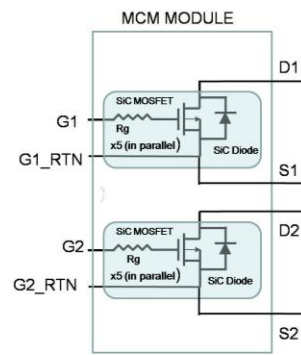 MCM MODULE
D1
SiC MOSFET
G1
Rg
G1_RTN
x5 (in parallel)
SiC Diode
S1
D2
SiC MOSFET
G2
Rg
x5 (in parallel)
SiC Diode
G2_RTN
S2